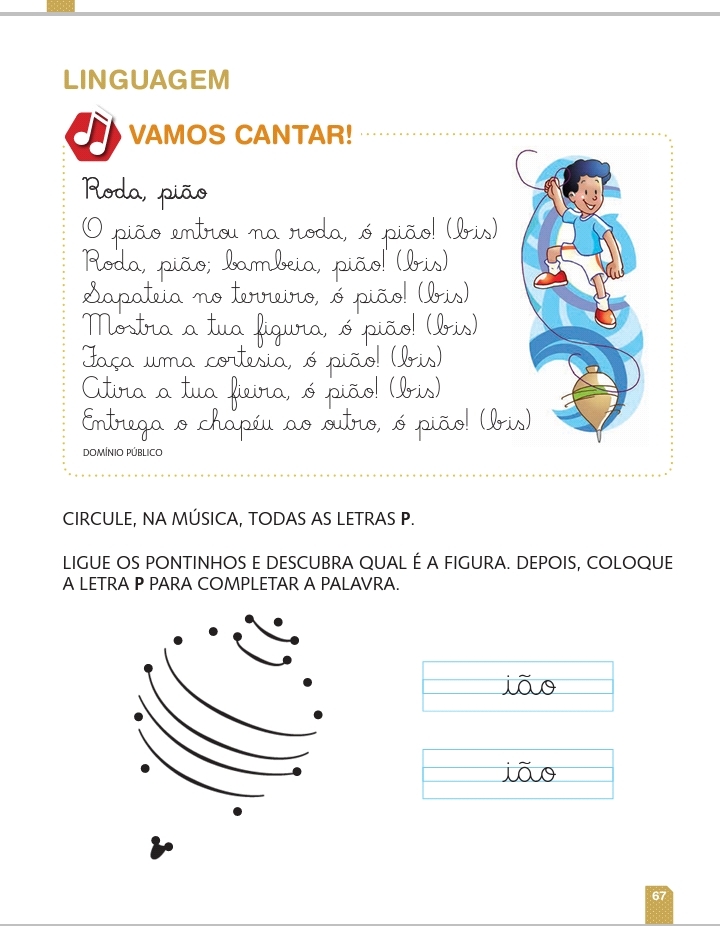 LINGUAGEM
VAMOS CANTAR!
Roda, pião
O pião entrou na roda, ó pião! (bis)
Roda, pião; bambeia, pião! (bis)
Sapateia no terreiro, ó pião! (bis)
Mostra a tua figura, ó pião! (bis)
Faça uma cortesia, ó pião! (bis)
Atira a tua fieira, ó pião! (bis)
Entrega o chapéu ao outro, ó pião! (bis)
DOMÍNIO PÚBLICO
CIRCULE, NA MÚSICA, TODAS AS LETRAS P.
LIGUE OS PONTINHOS E DESCUBRA QUAL É A FIGURA. DEPOIS, COLOQUE
A LETRA P PARA COMPLETAR A PALAVRA.
ião
ião
67